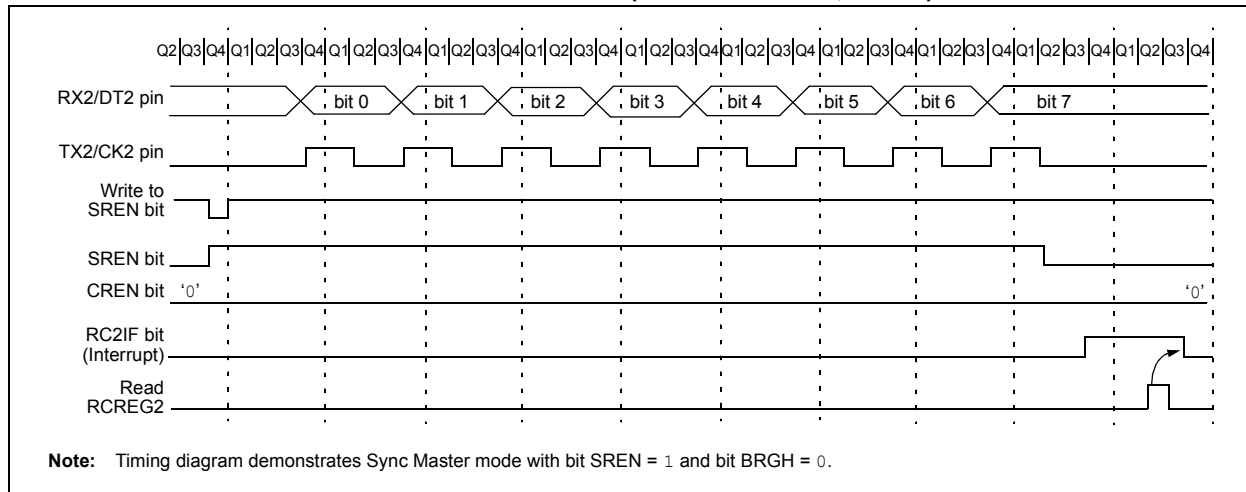 Q2 Q3 Q4 Q1 Q2 Q3 Q4 Q1 Q2 Q3 Q4 Q1 Q2 Q3 Q4 Q1 Q2 Q3 Q4 Q1 Q2 Q3 Q4 Q1 Q2 Q3 Q4 Q1 Q2 Q3 Q4 Q1 Q2 Q3 Q4 Q1 Q2 Q3 Q4 Q1 Q2 Q3 Q4
RX2/DT2 pin bit 0 bit 1 bit 2 bit 3 bit 4 bit 5 bit 6 bit 7
TX2/CK2 pin
Write to
SREN bit
SREN bit
CREN bit '0' '0'
RC2IF bit
(Interrupt)
Read
RCREG2
Note: Timing diagram demonstrates Sync Master mode with bit SREN = 1 and bit BRGH = 0.